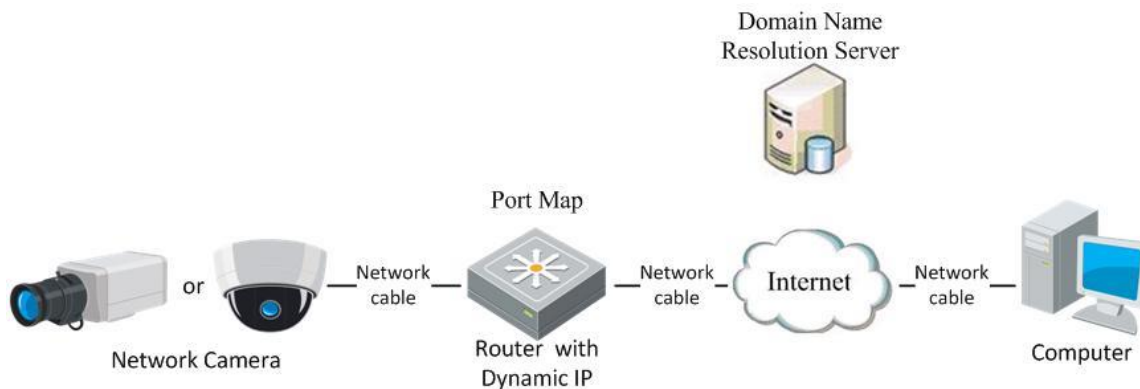 Domain Name
Resolution Server
Port Map
or
Network
cable
Network
cable
Internet
Network
cable
Network Camera
Router with
Dynamic IP
Computer